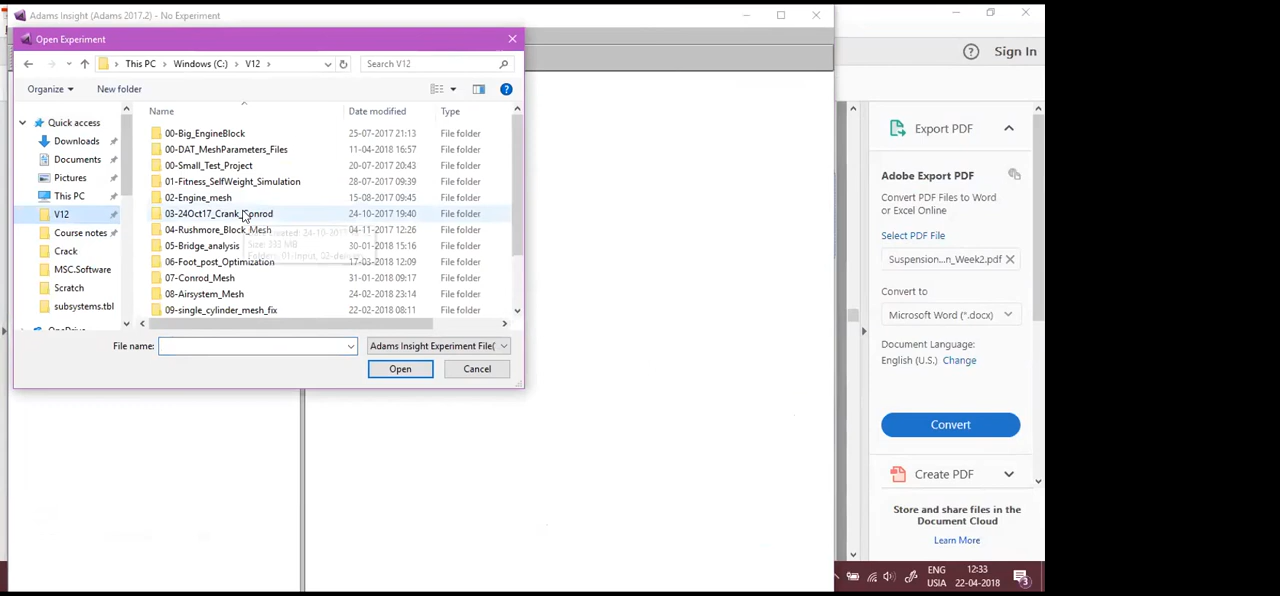 Adams Insight (Adams 2017.2) - No Experiment
Open Experiment
Sign In
This PC > Windows (C:) > V12 >
Search V12
Organize
New folder
Name
Date modified
Type
Quick access
Downloads
Documents
Pictures
This PC
V12
Course notes
Crack
MSC.Software
Scratch
subsystems.tbl
00-Big_EngineBlock 25-07-2017 21:13 File folder
00-DAT_MeshParameters_Files 11-04-2018 16:57 File folder
00-Small_Test_Project 20-07-2017 20:43 File folder
01-Fitness_SelfWeight_Simulation 28-07-2017 09:39 File folder
02-Engine_mesh 15-08-2017 09:45 File folder
03-24Oct17_Crank_Conrod 24-10-2017 19:40 File folder
04-Rushmore_Block_Mesh 04-11-2017 12:26 File folder
05-Bridge_analysis 30-01-2018 15:16 File folder
06-Foot_post_Optimization 17-03-2018 12:09 File folder
07-Conrod_Mesh 31-01-2018 09:17 File folder
08-Airsystem_Mesh 24-02-2018 23:14 File folder
09-single_cylinder_mesh_fix 22-02-2018 08:11 File folder
Size: 333 MB
File name:
Adams Insight Experiment File(
Open
Cancel
Export PDF
Adobe Export PDF
Convert PDF Files to Word
or Excel Online
Select PDF File
Suspension...n_Week2.pdf
Convert to
Microsoft Word (*.docx)
Document Language:
English (U.S.) Change
Convert
Create PDF
Store and share files in the
Document Cloud
Learn More
ENG
USIA
12:33
22-04-2018
3